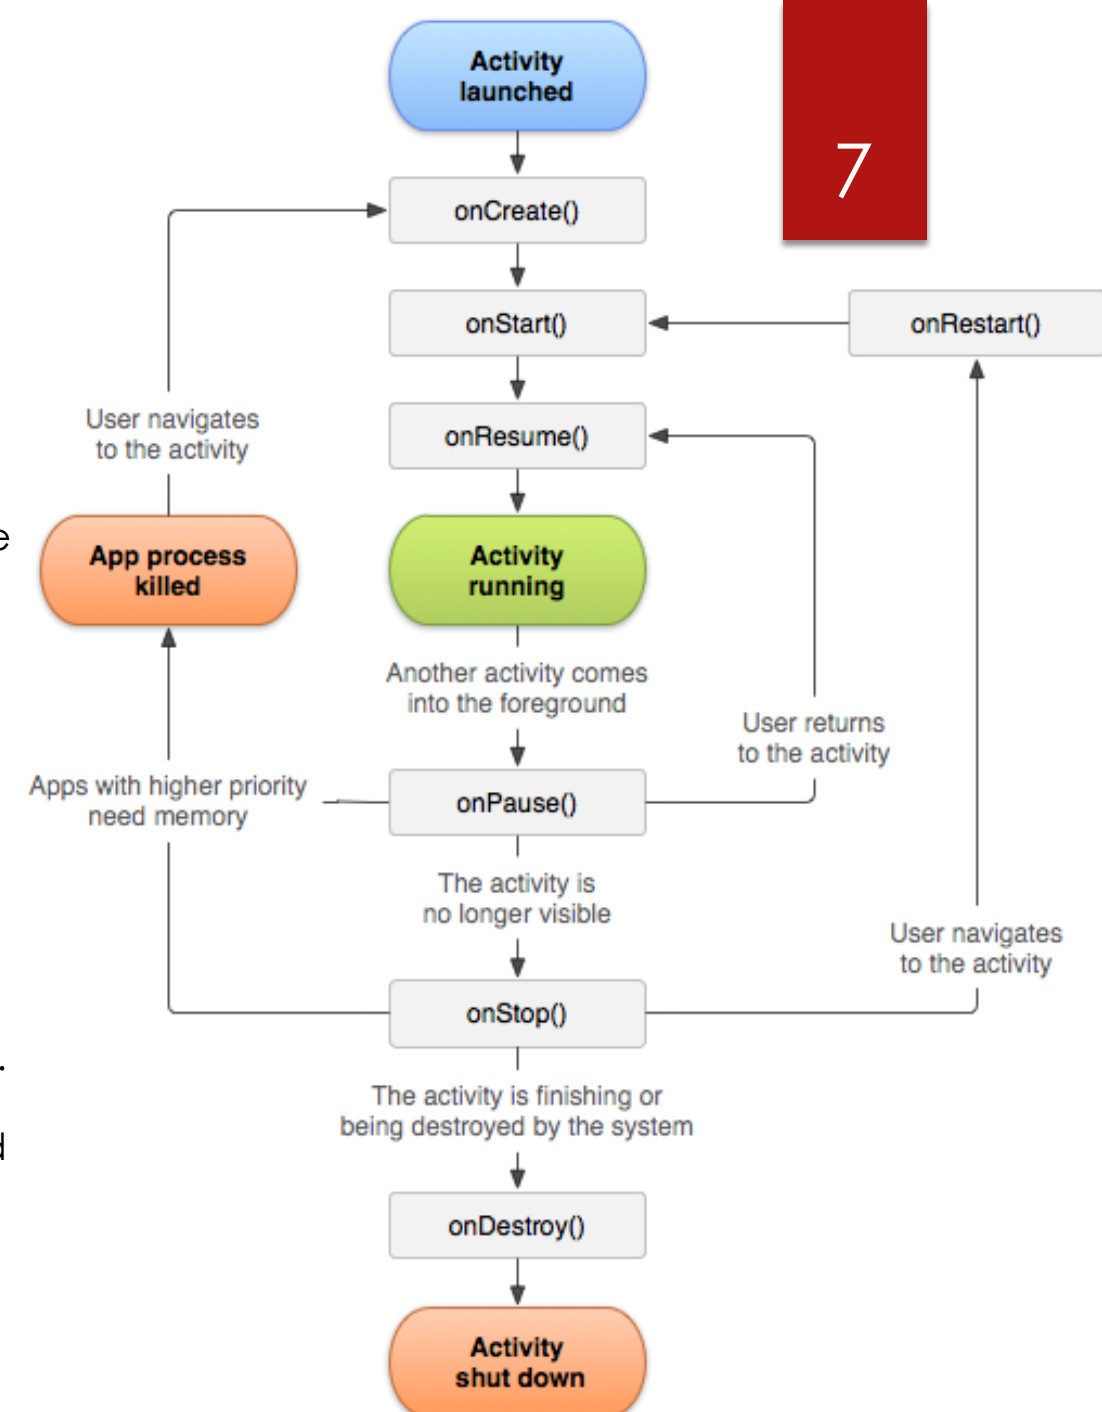 Activity
launched
7
onCreate()
onStart()
onRestart()
User navigates
to the activity
onResume()
e
App process
killed
Activity
running
Another activity comes
into the foreground
User returns
to the activity
Apps with higher priority
need memory
onPause()
The activity is
no longer visible
User navigates
to the activity
onStop()
.
The activity is finishing or
being destroyed by the system
d
onDestroy()
Activity
shut down